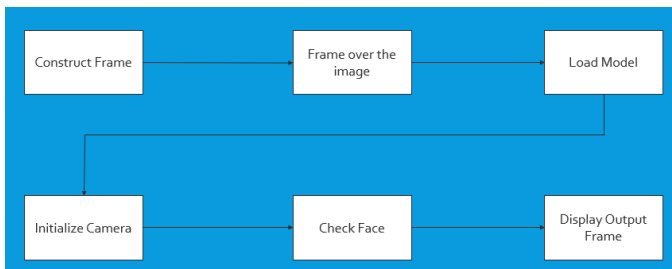 Construct Frame
Frame over the
image
Load Model
Initialize Camera
Check Face
Display Output
Frame